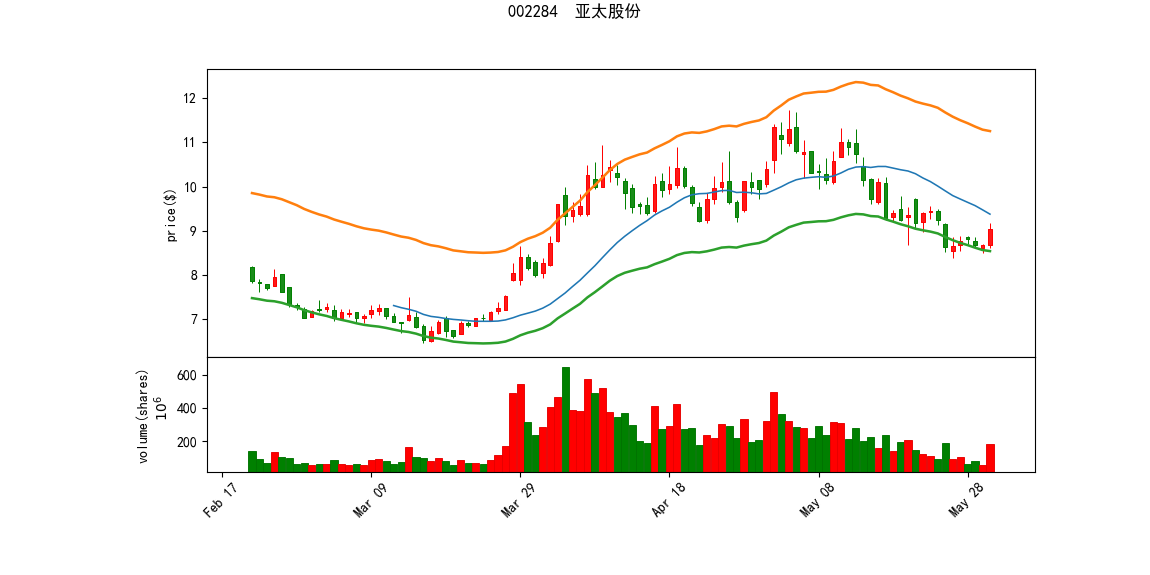 002284 亚太股份
12
11
10
9
8
7
price($)
600
400
200
volume(shares)
10^6
Feb 17
Mar 09
Mar 29
Apr 18
May 08
May 28